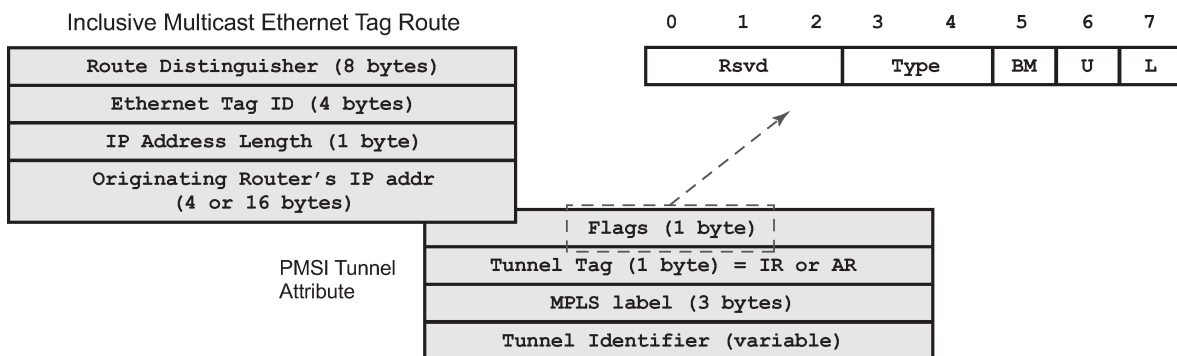 Inclusive Multicast Ethernet Tag Route
Route Distinguisher (8 bytes)
Ethernet Tag ID (4 bytes)
IP Address Length (1 byte)
Originating Router's IP addr
(4 or 16 bytes)
0 1 2 3 4 5 6 7
Rsvd Type BM U L
PMSI Tunnel
Attribute
Flags (1 byte)
Tunnel Tag (1 byte) = IR or AR
MPLS label (3 bytes)
Tunnel Identifier (variable)